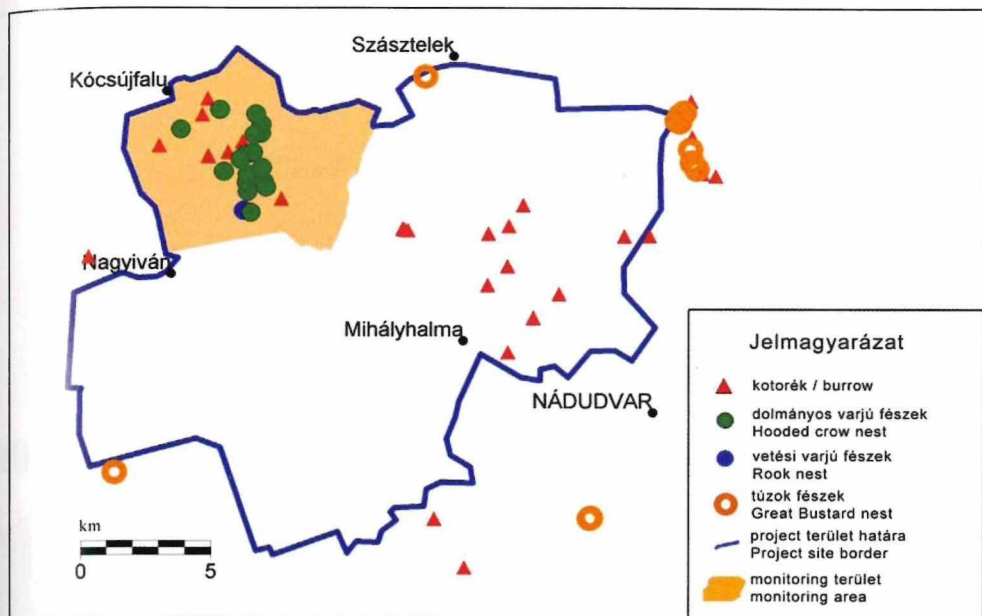 Szásztelek
Kócsújfalu
Nagyiván
Mihályhalma
NÁDUDVAR
km
0 5
Jelmagyarázat
kotorék / burrow
dolmányos varjú fészek
Hooded crow nest
vetési varjú fészek
Rook nest
túzok fészek
Great Bustard nest
project terület határa
Project site border
monitoring terület
monitoring area